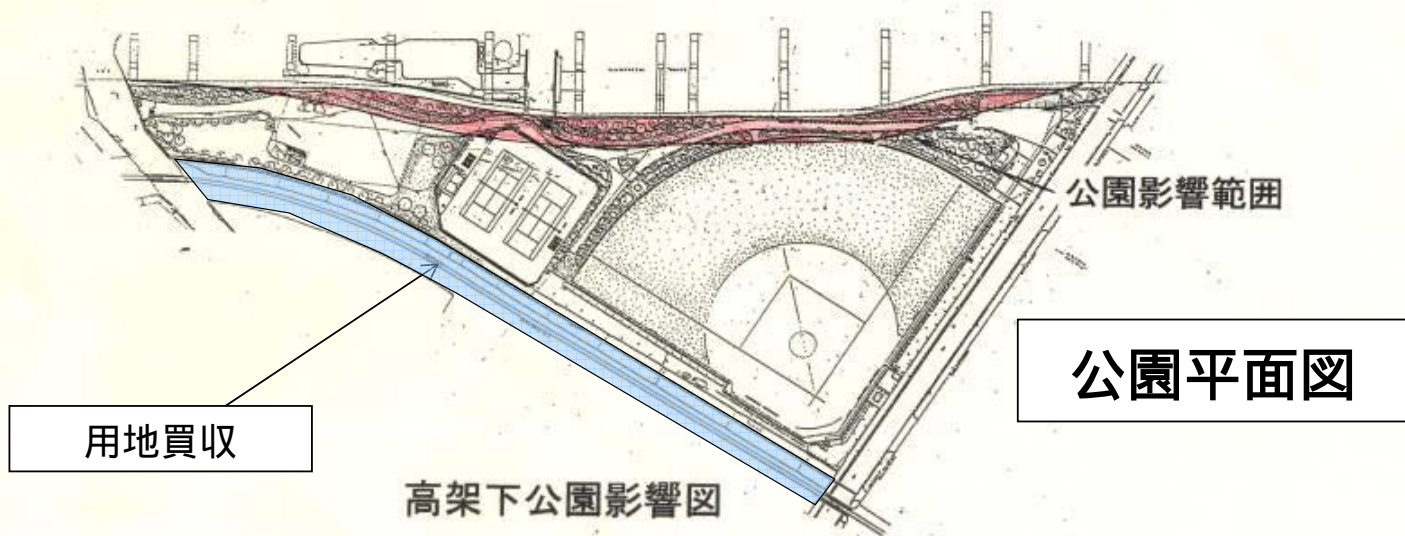 公園影響範囲
公園平面図
用地買収
高架下公園影響図